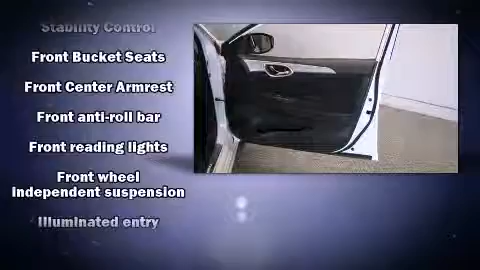 Stability Control
Front Bucket Seats
Front Center Armrest
Front anti-roll bar
Front reading lights
Front wheel
independent suspension
Illuminated entry